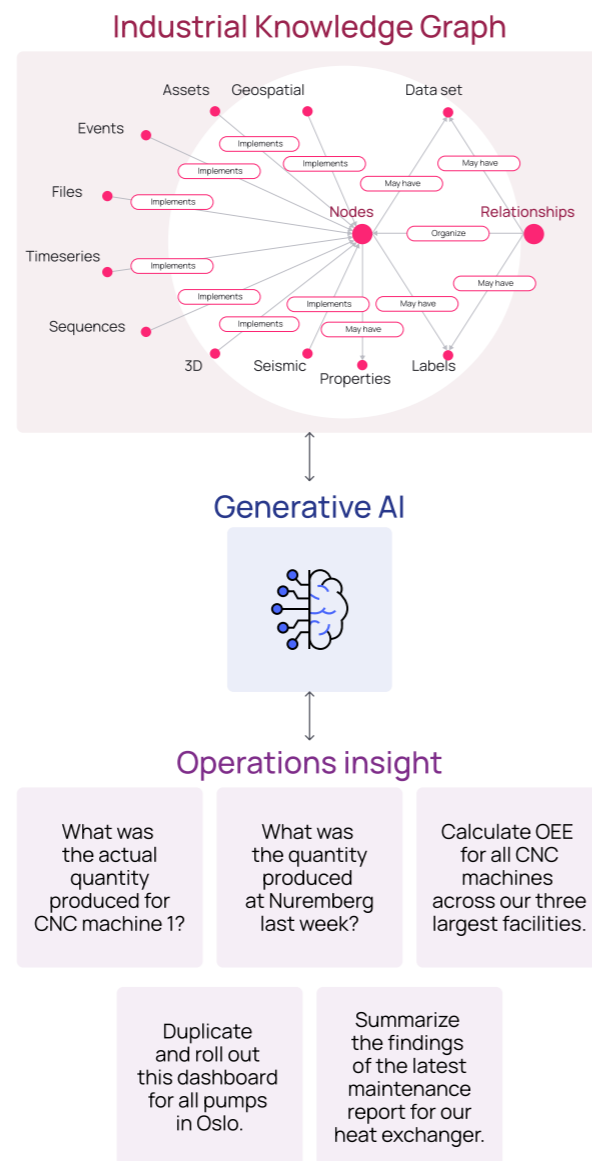 Industrial Knowledge Graph
Assets
Geospatial
Data set
Events
Implements
Implements
May have
Implements
May have
Files
Implements
Nodes
Relationships
Organize
Timeseries
Implements
Implements
Implements
May have
May have
Sequences
Implements
May have
3D
Seismic
Properties
Labels
Generative AI
Operations insight
What was
the actual
quantity
produced for
CNC machine 1?
What was
the quantity
produced
at Nuremberg
last week?
Calculate OEE
for all CNC
machines
across our three
largest facilities.
Duplicate
and roll out
this dashboard
for all pumps
in Oslo.
Summarize
the findings
of the latest
maintenance
report for our
heat exchanger.